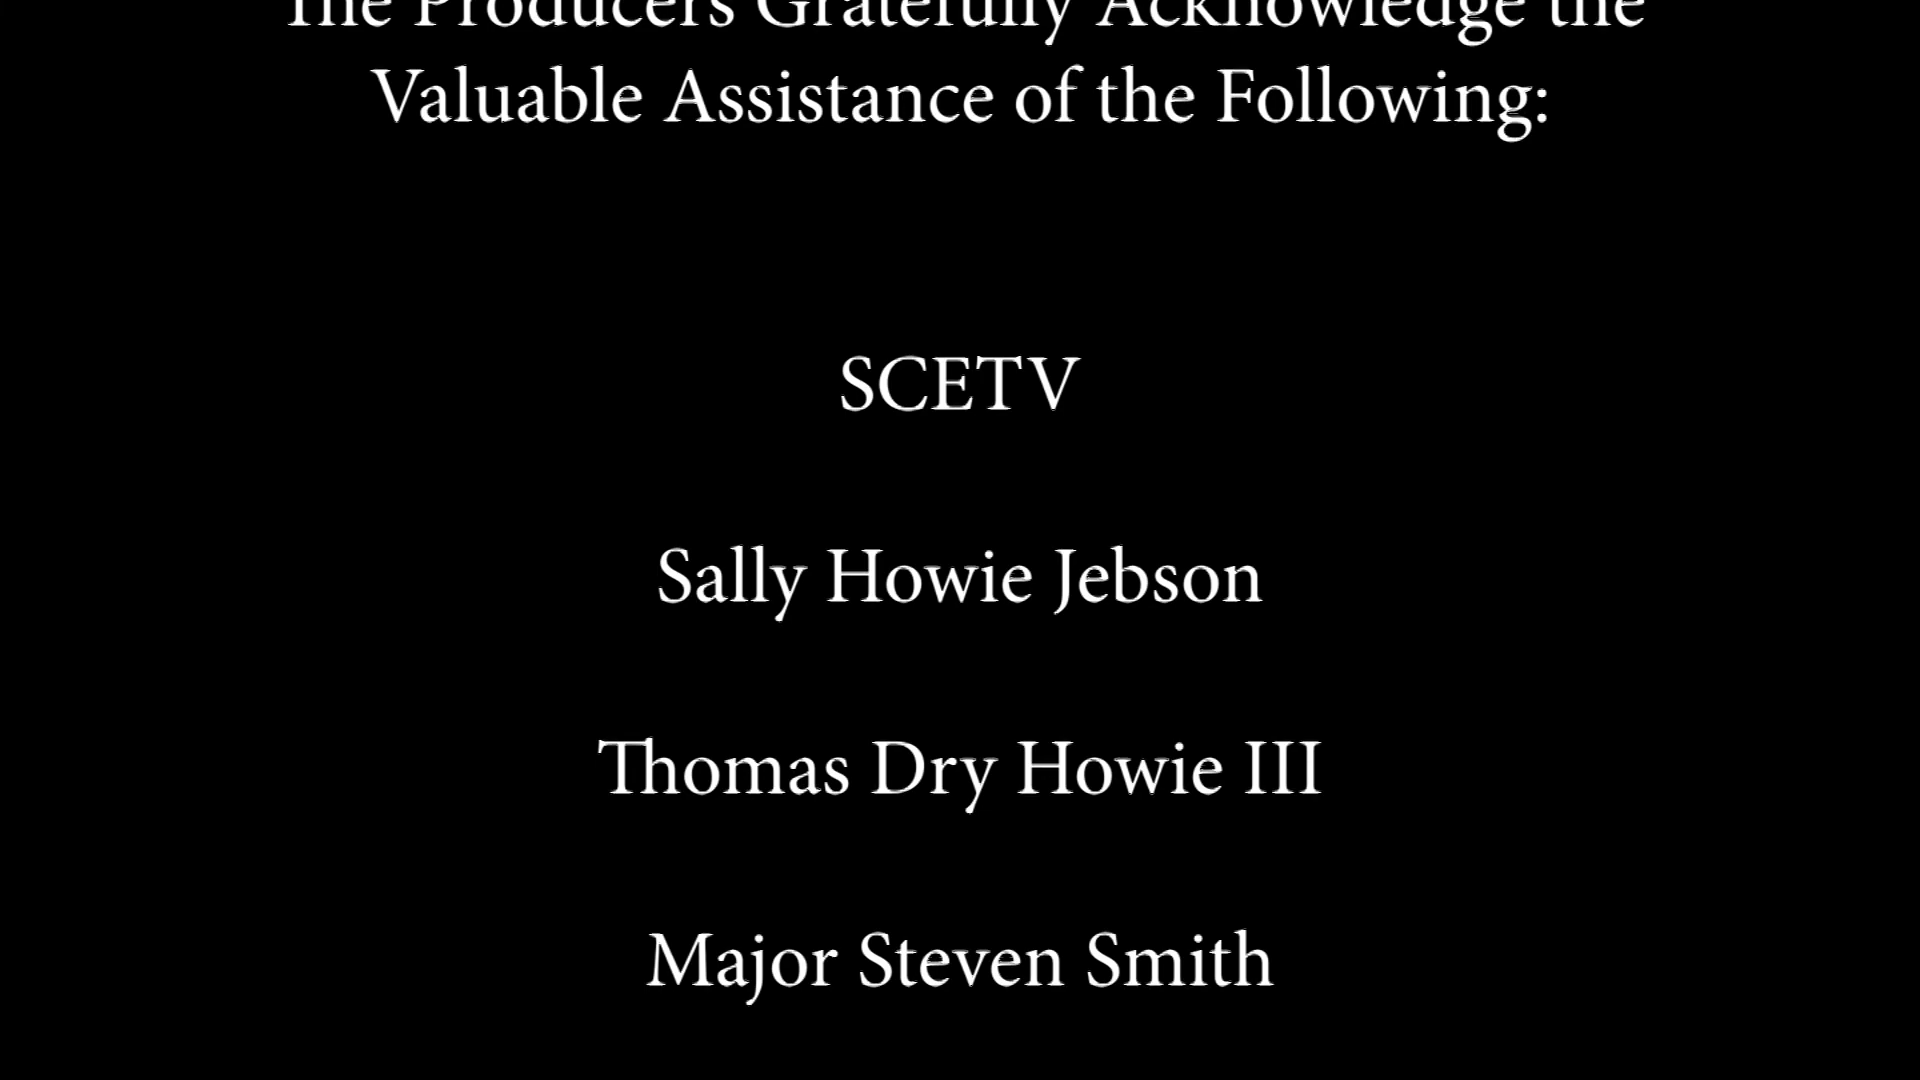 The Producers Gratefully Acknowledge the
Valuable Assistance of the Following:
SCETV
Sally Howie Jebson
Thomas Dry Howie III
Major Steven Smith